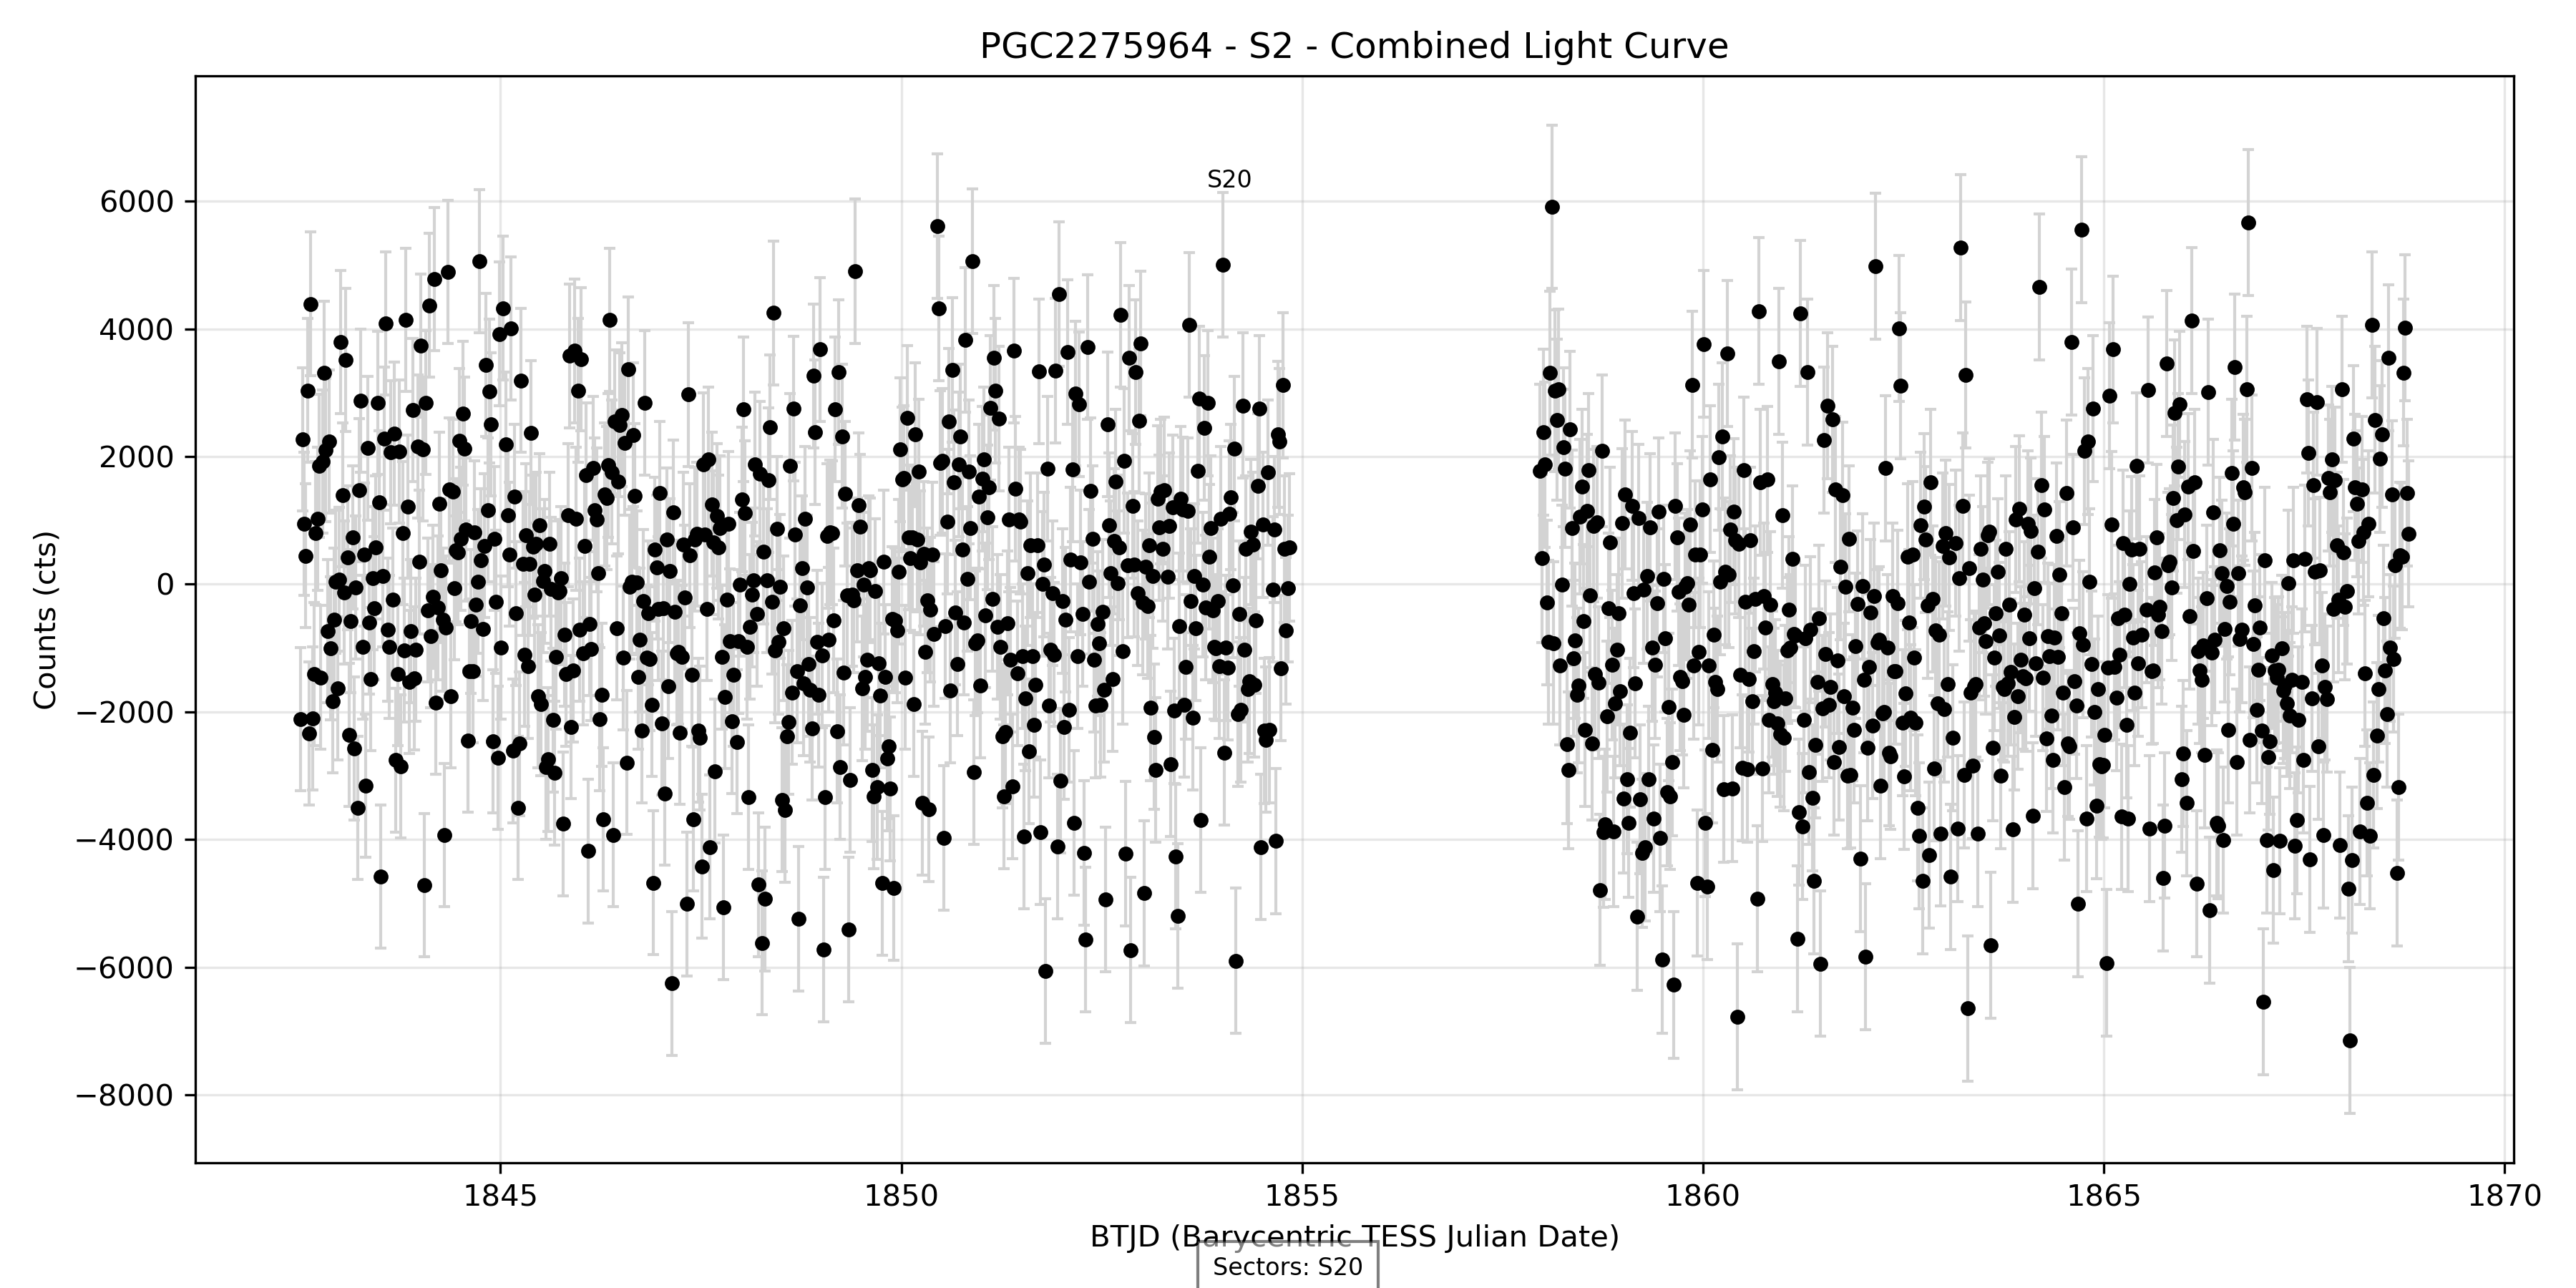 PGC2275964 - S2 - Combined Light Curve
S20
6000
4000
2000
0
−2000
−4000
−6000
−8000
Counts (cts)
1845 1850 1855 1860 1865 1870
BTJD (Barycentric TESS Julian Date)
Sectors: S20